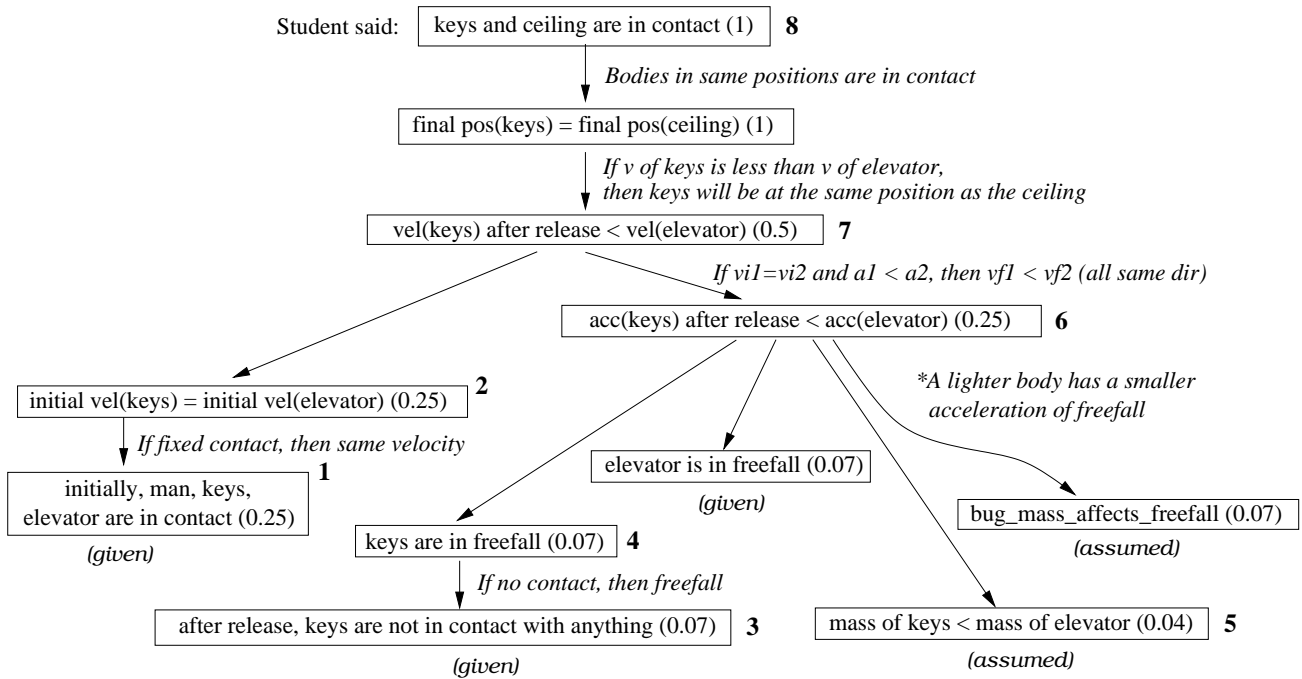 Student said: keys and ceiling are in contact (1) 8
Bodies in same positions are in contact
final pos(keys) = final pos(ceiling) (1)
If v of keys is less than v of elevator,
then keys will be at the same position as the ceiling
vel(keys) after release < vel(elevator) (0.5) 7
If vi1=vi2 and a1 < a2, then vf1 < vf2 (all same dir)
acc(keys) after release < acc(elevator) (0.25) 6
initial vel(keys) = initial vel(elevator) (0.25) 2
*A lighter body has a smaller
acceleration of freefall
If fixed contact, then same velocity
1
initially, man, keys,
elevator are in contact (0.25)
(given)
elevator is in freefall (0.07)
(given)
bug_mass_affects_freefall (0.07)
(assumed)
keys are in freefall (0.07) 4
If no contact, then freefall
after release, keys are not in contact with anything (0.07) 3
(given)
mass of keys < mass of elevator (0.04) 5
(assumed)